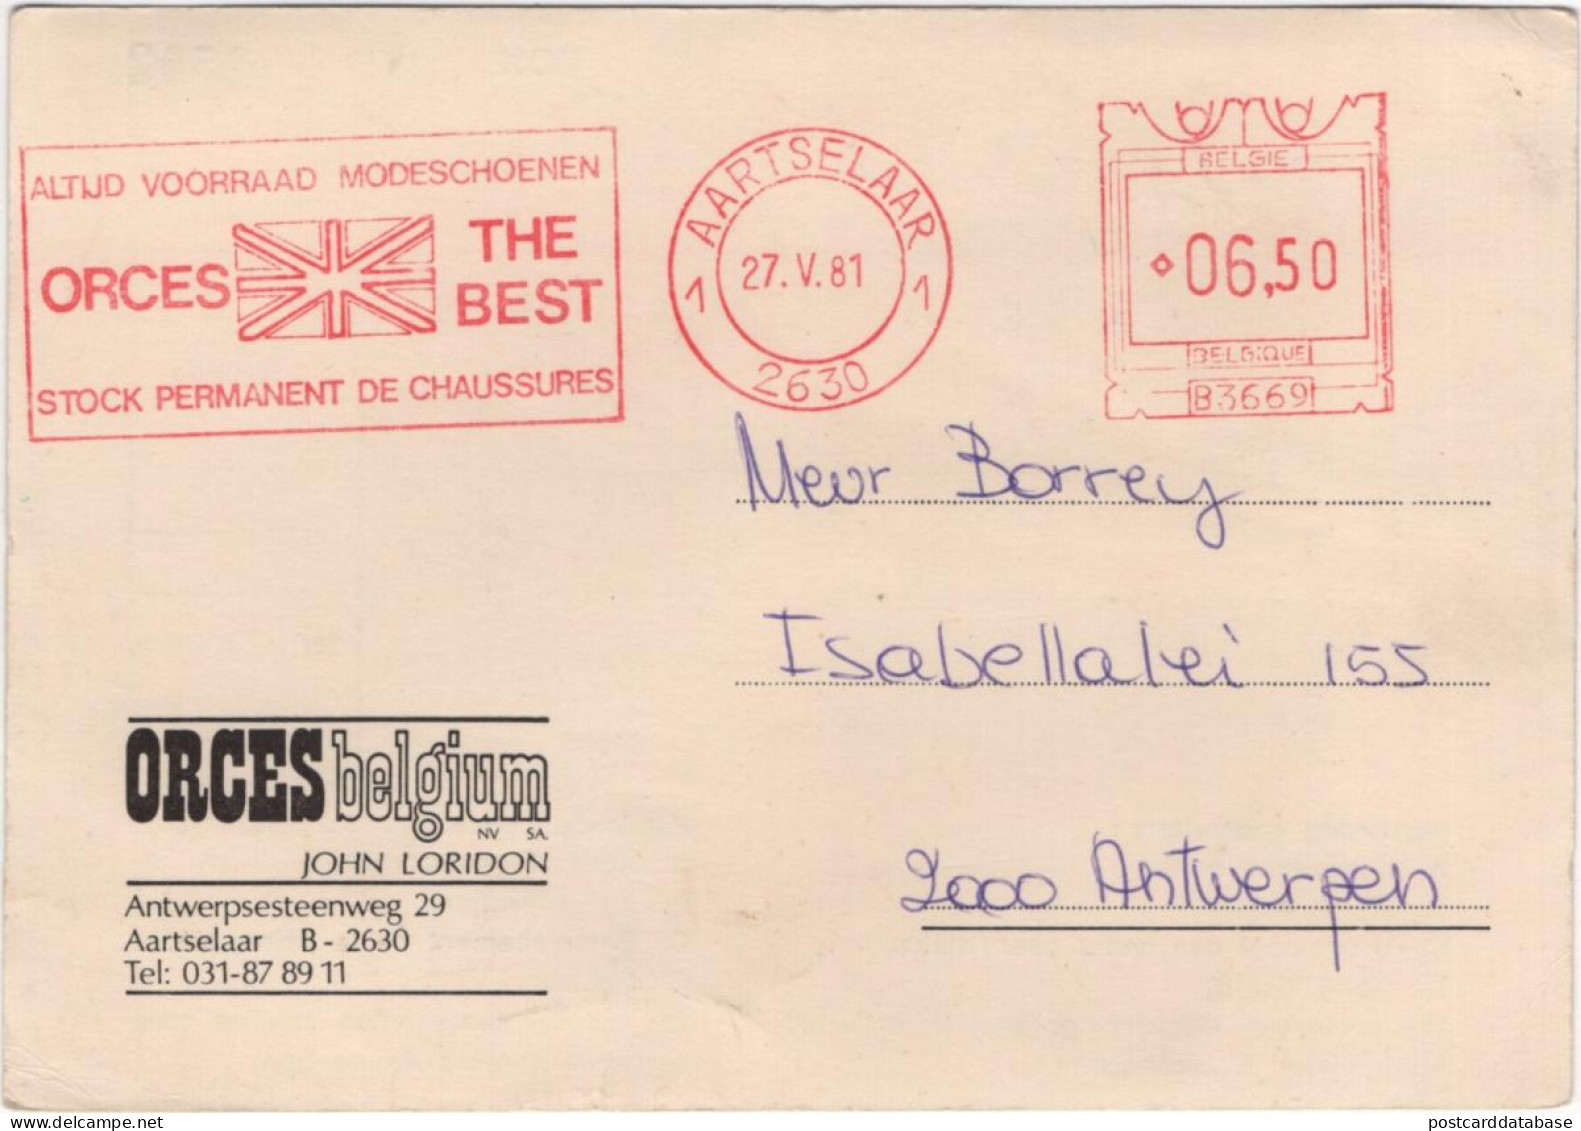 ALTIJD VOORRAAD MODESCHOENEN
ORCES THE BEST
STOCK PERMANENT DE CHAUSSURES
AARTSELAAR
1 27.V.81 1
2630
BELGIE
06,50
BELGIQUE
B3669
Mevr Borrey
Isabellalei 155
2000 Antwerpen
ORCES belgium
NV SA.
JOHN LORIDON
Antwerpsesteenweg 29
Aartselaar B - 2630
Tel: 031-87 89 11
postcarddatabase